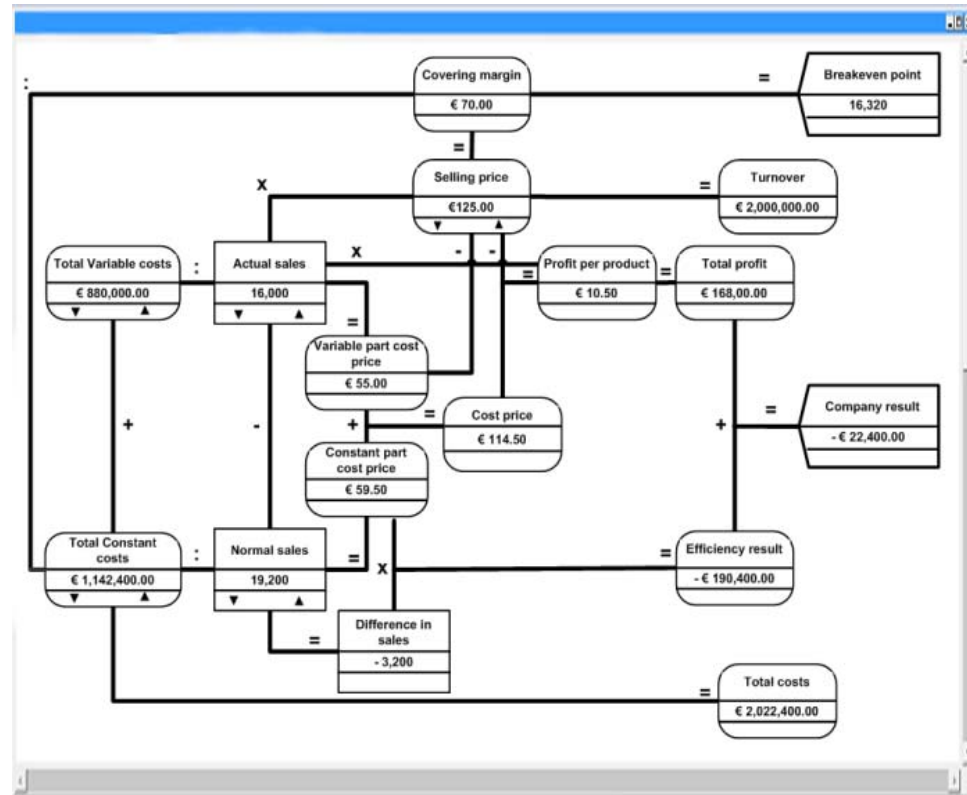 :
Covering margin
€ 70.00
=
Breakeven point
16,320
=
x
Selling price
€125.00
▼ ▲
=
Turnover
€ 2,000,000.00
Total Variable costs
€ 880,000.00
▼ ▲
:
Actual sales
16,000
▼ ▲
x
- -
=
Profit per product
€ 10.50
=
Total profit
€ 168,00.00
=
Variable part cost
price
€ 55.00
+
-
+
=
Cost price
€ 114.50
+
=
Company result
- € 22,400.00
Constant part
cost price
€ 59.50
Total Constant
costs
€ 1,142,400.00
▼ ▲
:
Normal sales
19,200
▼ ▲
=
x
=
Efficiency result
- € 190,400.00
=
Difference in
sales
- 3,200
=
Total costs
€ 2,022,400.00